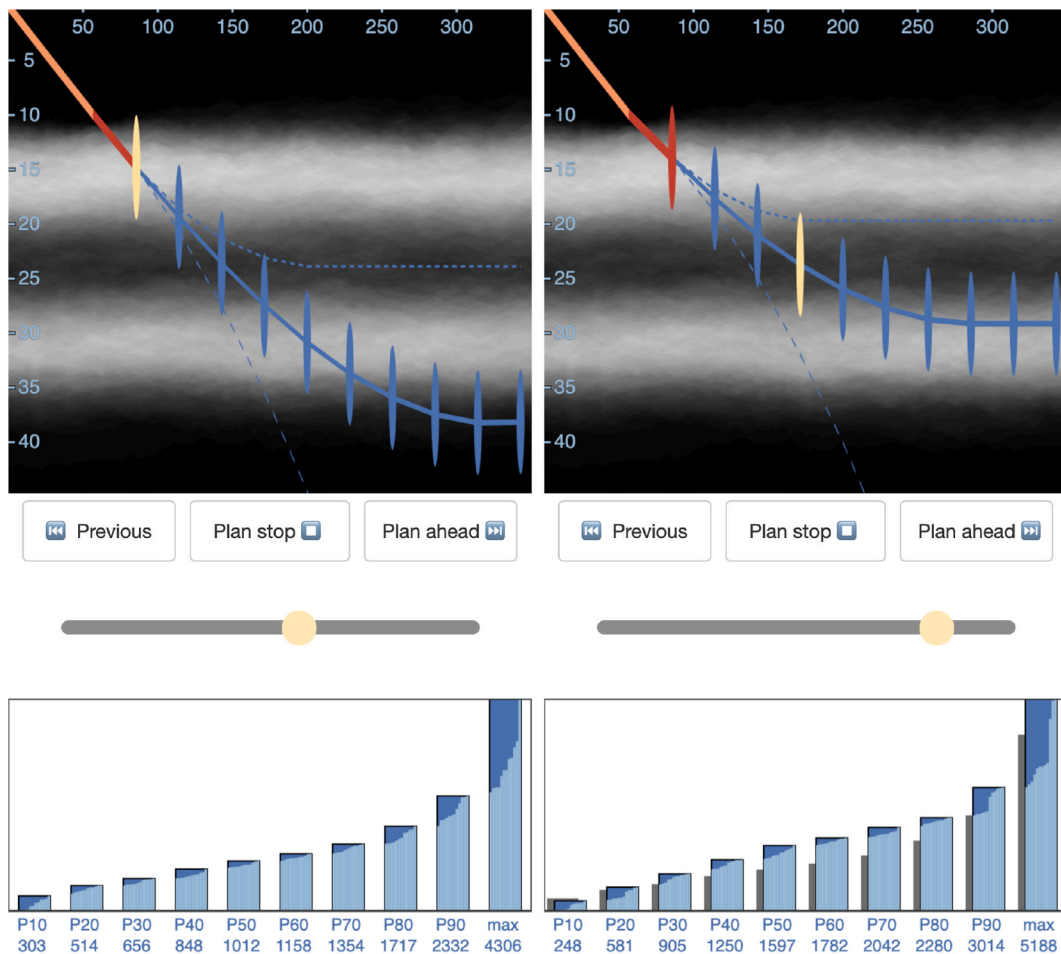 50 100 150 200 250 300
5
10
15
20
25
30
35
40
⏮ Previous
Plan stop ⏹
Plan ahead ⏭
P10 P20 P30 P40 P50 P60 P70 P80 P90 max
303 514 656 848 1012 1158 1354 1717 2332 4306
50 100 150 200 250 300
5
10
15
20
25
30
35
40
⏮ Previous
Plan stop ⏹
Plan ahead ⏭
P10 P20 P30 P40 P50 P60 P70 P80 P90 max
248 581 905 1250 1597 1782 2042 2280 3014 5188